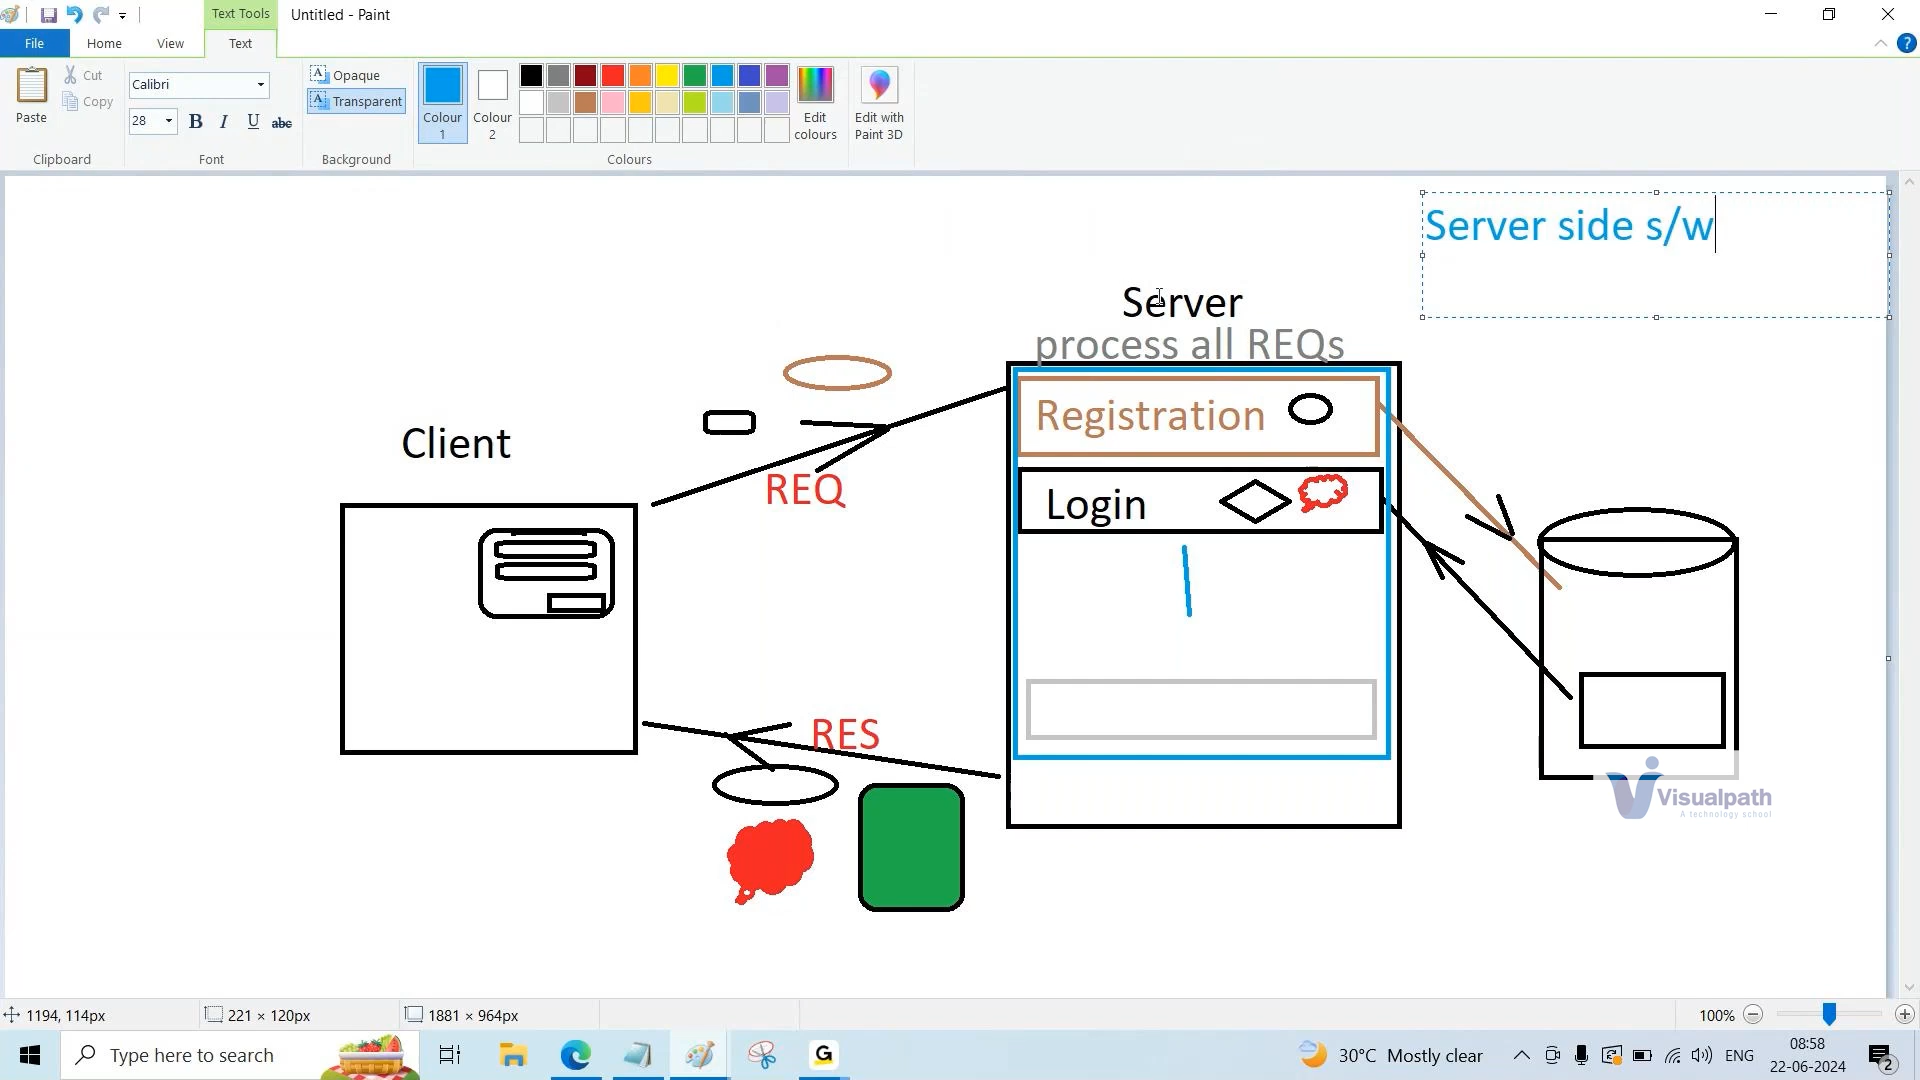 Text Tools
Untitled - Paint
File
Home
View
Text
Paste
Cut
Copy
Clipboard
Calibri
28
B I U abc
Font
Opaque
Transparent
Background
Colour 1
Colour 2
Edit colours
Colours
Edit with Paint 3D
Server side s/w
Server
process all REQs
Registration
Client
REQ
Login
RES
Visualpath
A technology school
1194, 114px
221 × 120px
1881 × 964px
100%
Type here to search
G
30°C Mostly clear
ENG
08:58
22-06-2024
2